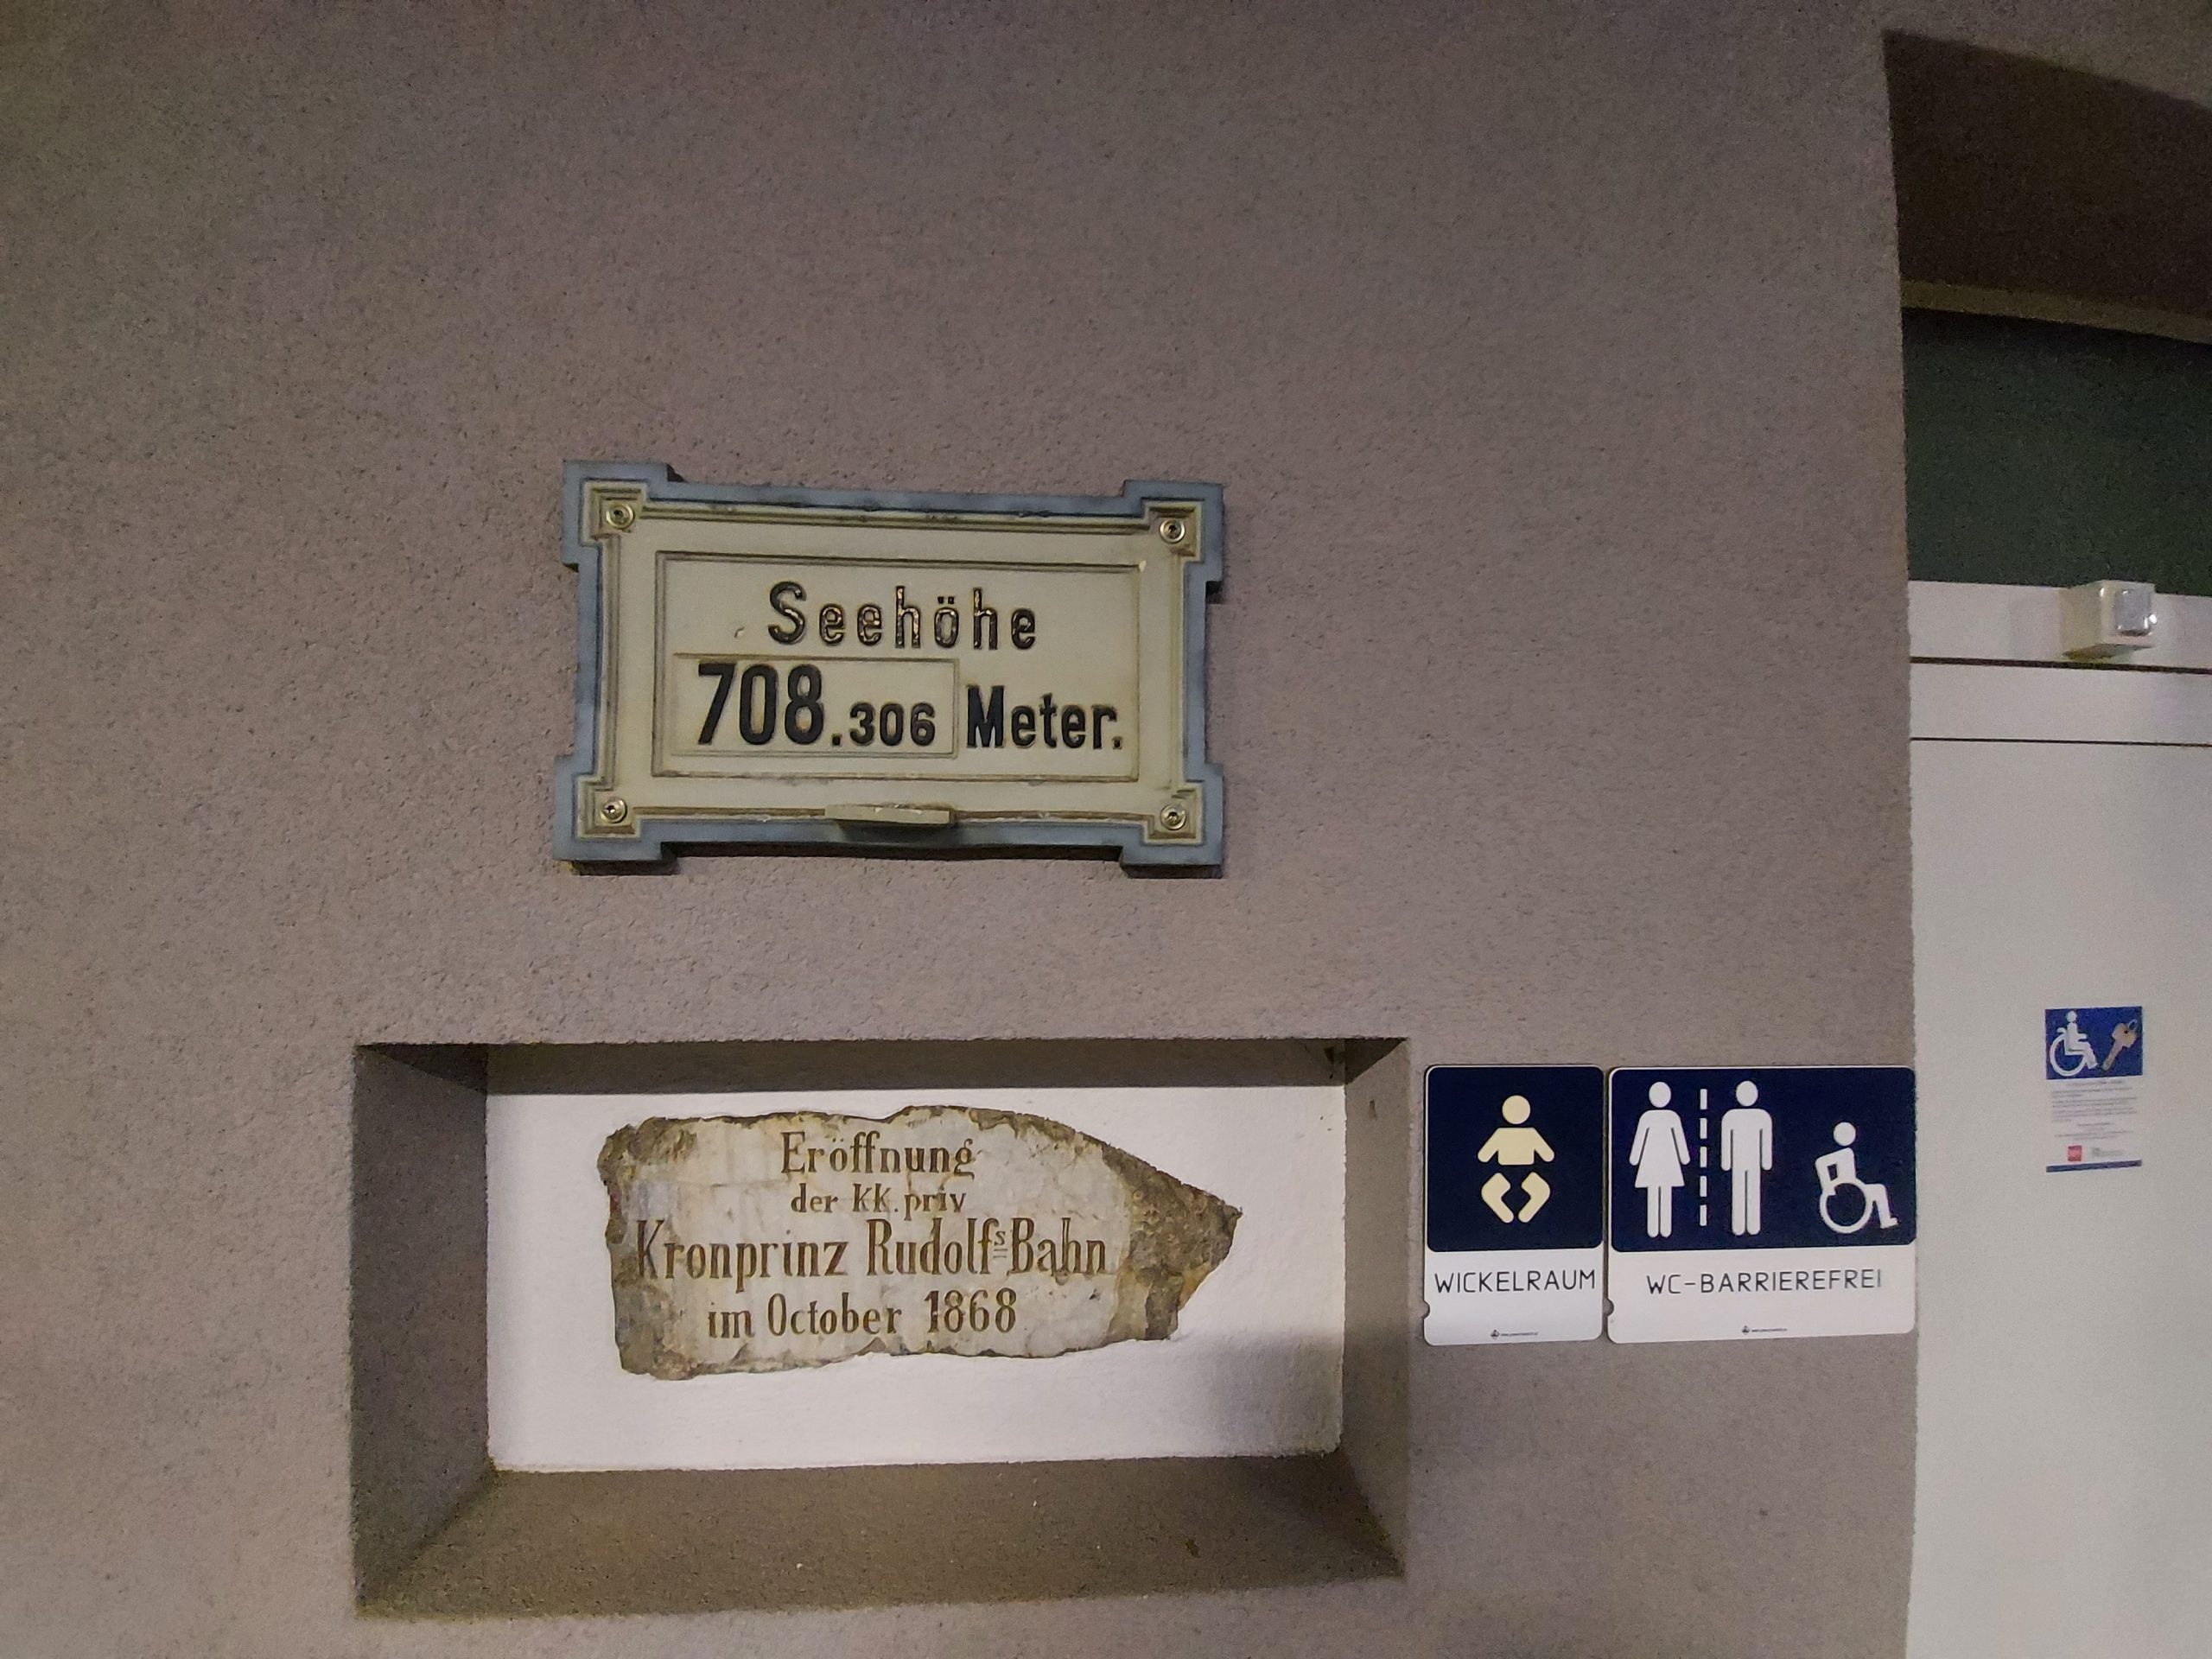 Seehöhe
708.306 Meter.
Eröffnung
der kk. priv
Kronprinz Rudolfs=Bahn
im October 1868
WICKELRAUM
WC-BARRIEREFREI